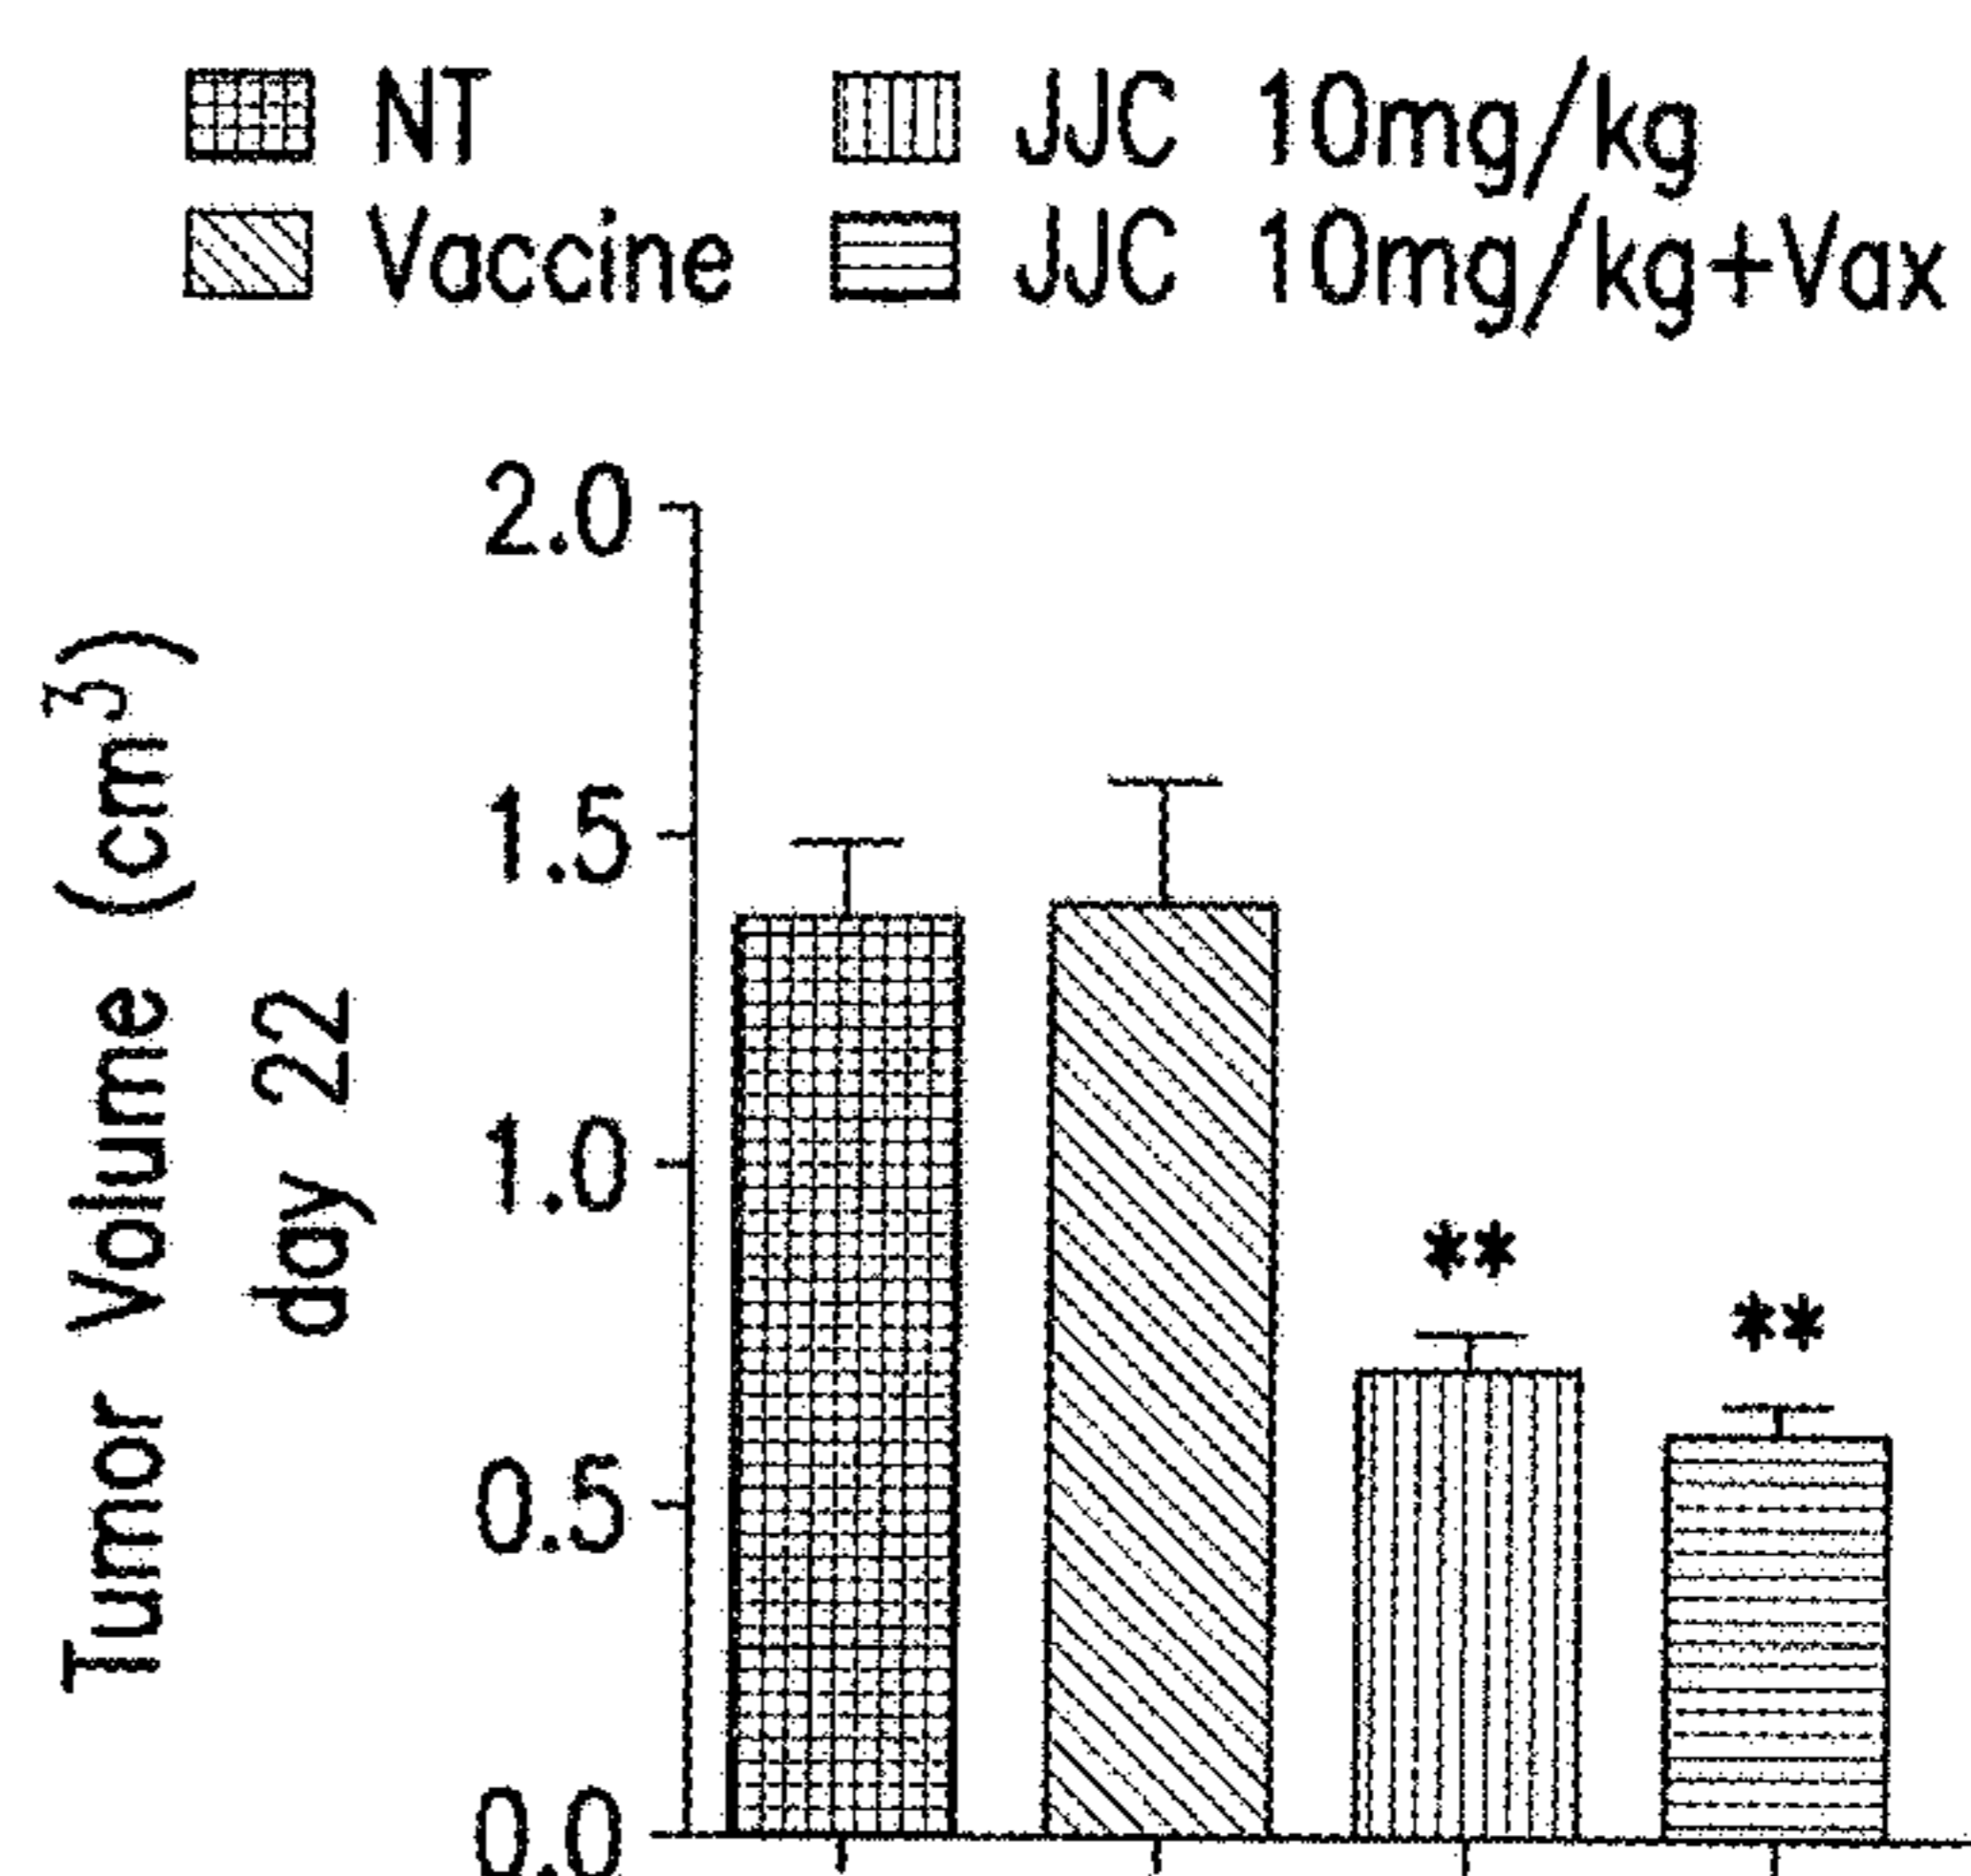 NT
Vaccine
JJC 10mg/kg
JJC 10mg/kg+Vax
Tumor Volume (cm³)
day 22
2.0
1.5
1.0
0.5
0.0
**
**